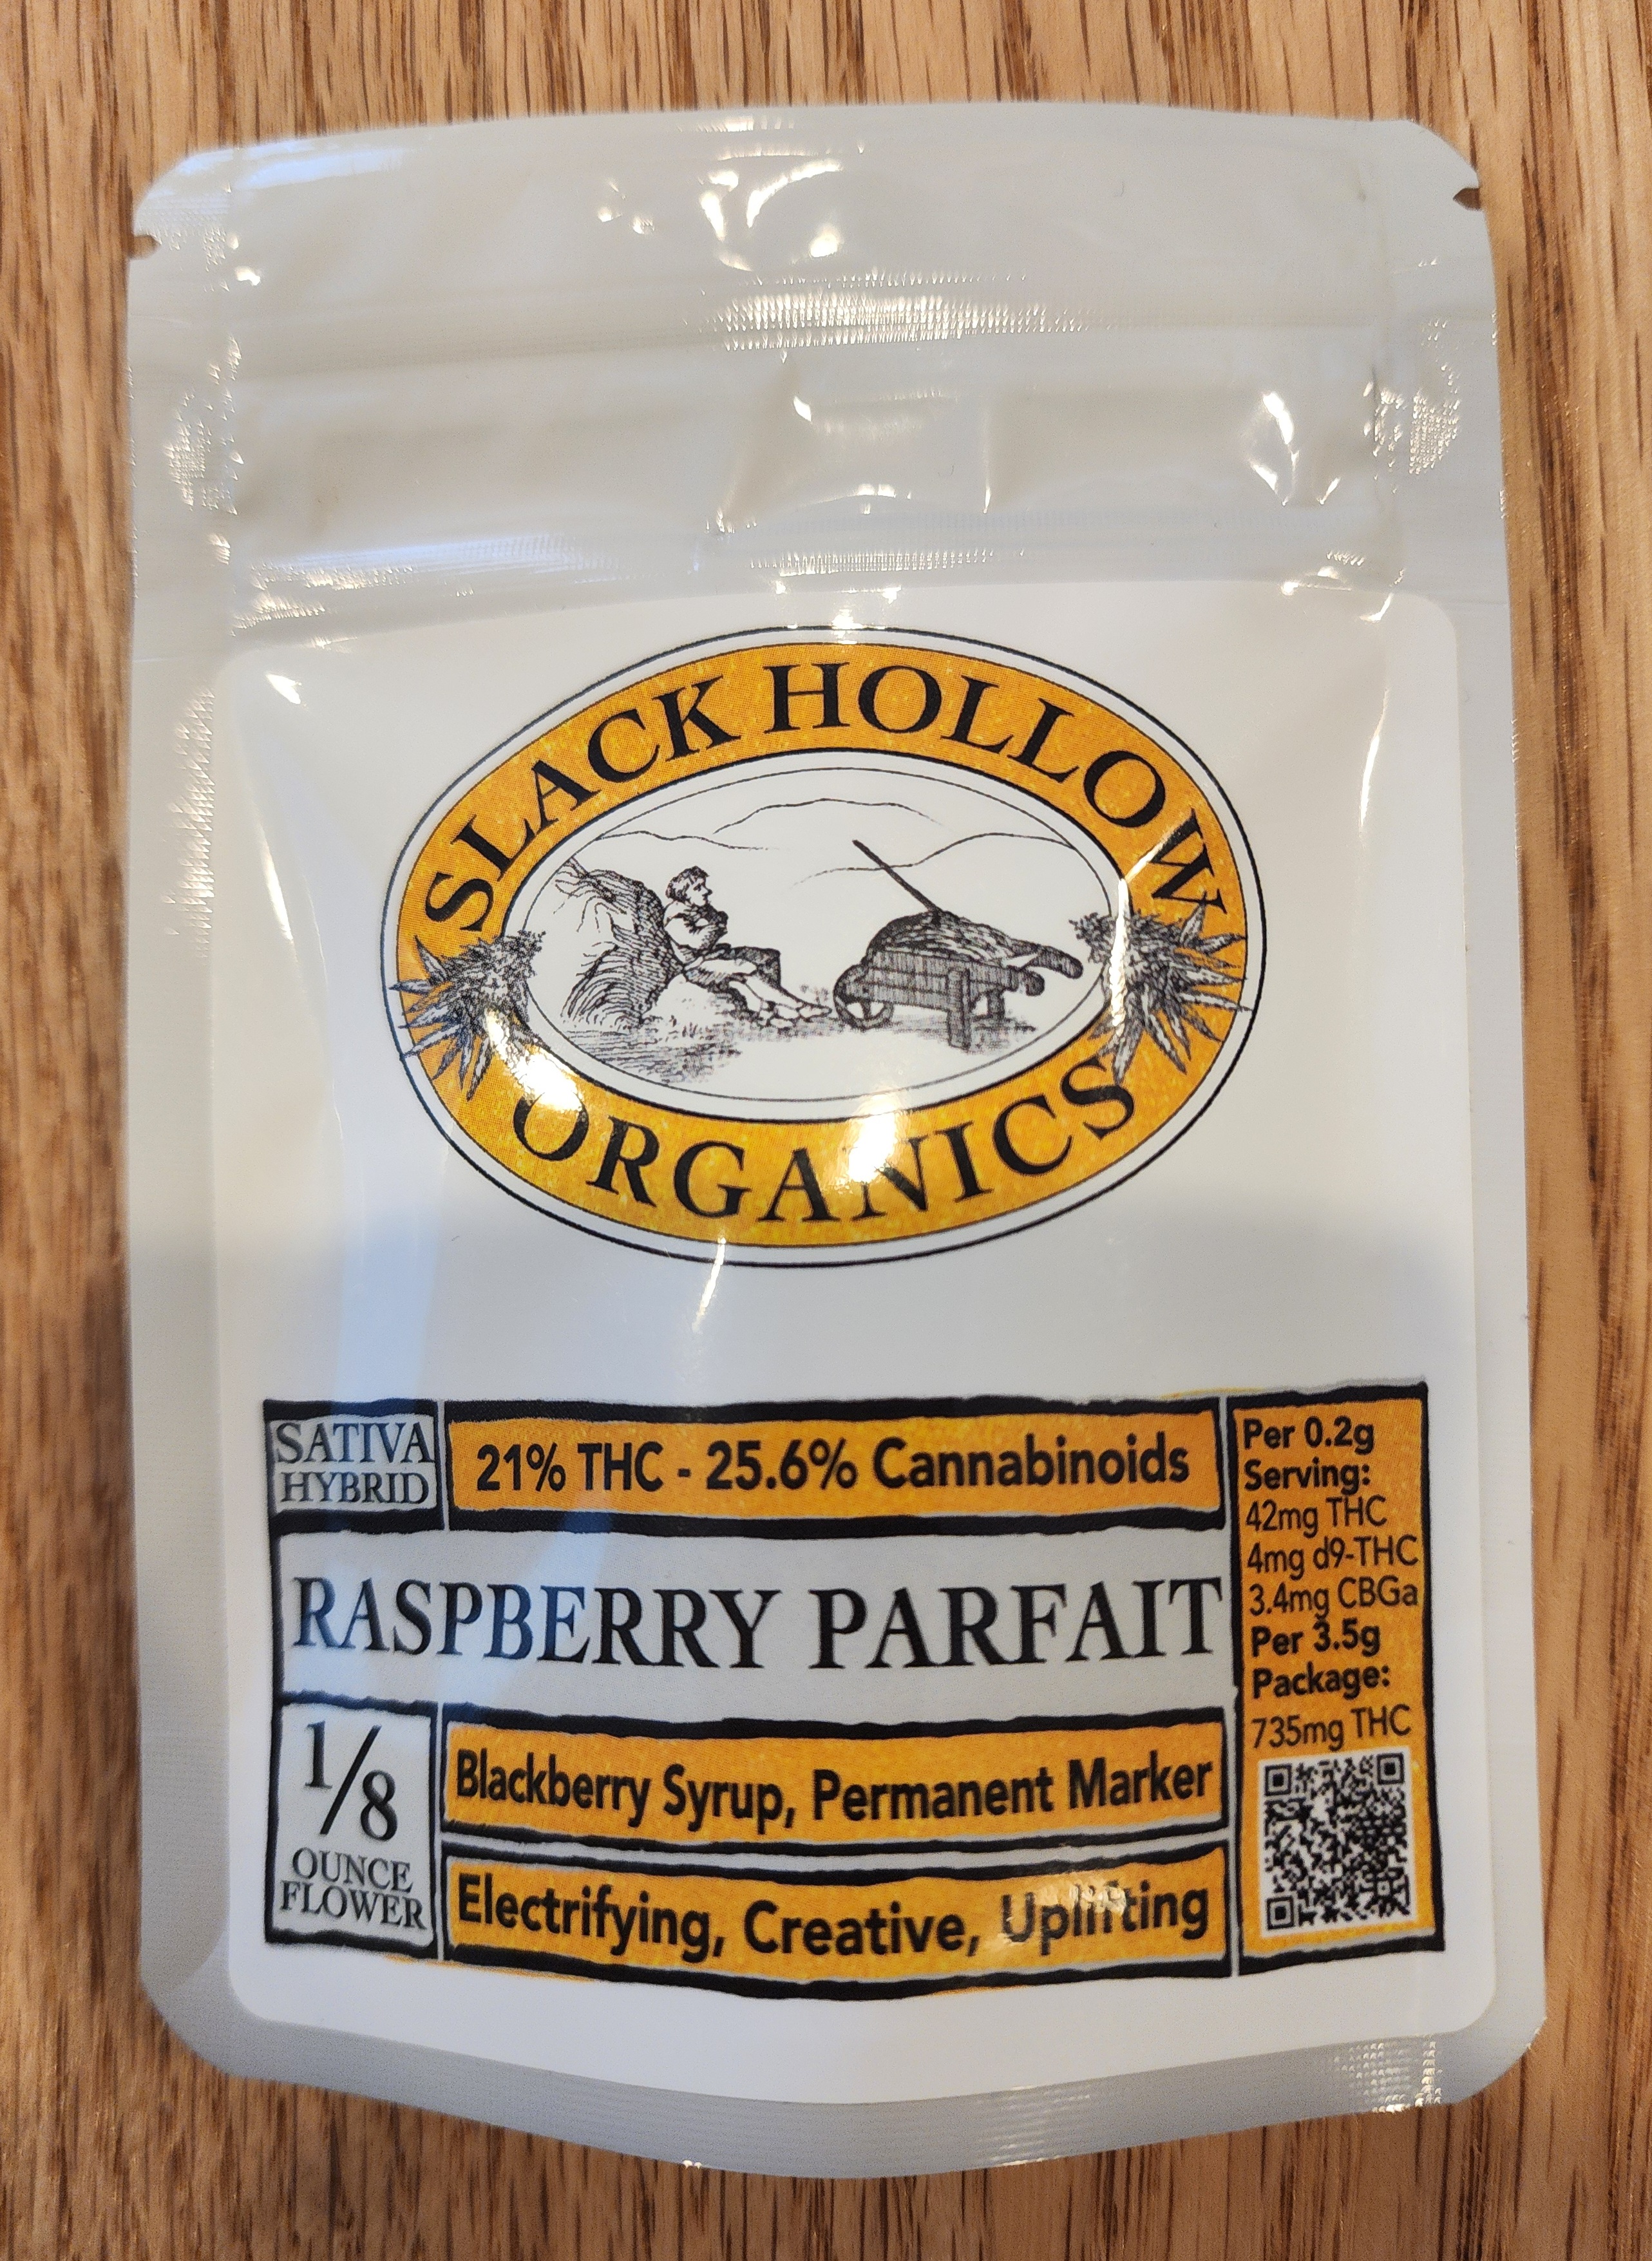 SLACK HOLLOW
ORGANICS
SATIVA
HYBRID
21% THC - 25.6% Cannabinoids
RASPBERRY PARFAIT
1/8
OUNCE
FLOWER
Blackberry Syrup, Permanent Marker
Electrifying, Creative, Uplifting
Per 0.2g
Serving:
42mg THC
4mg d9-THC
3.4mg CBGa
Per 3.5g
Package:
735mg THC